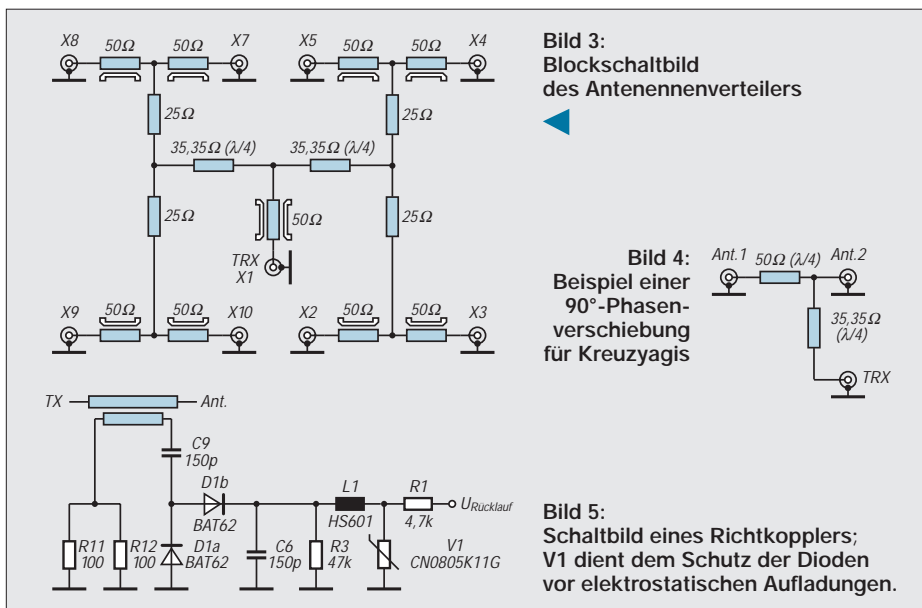 X8 50Ω 50Ω X7 X5 50Ω 50Ω X4
Bild 3:
Blockschaltbild
des Antenennenverteilers
25Ω 25Ω
35,35Ω (λ/4) 35,35Ω (λ/4)
25Ω 50Ω 25Ω
TRX
X1
X9 50Ω 50Ω X10 X2 50Ω 50Ω X3
Bild 4:
Beispiel einer
90°-Phasen-
verschiebung
für Kreuzyagis
Ant.1 50Ω (λ/4) Ant.2
35,35Ω
(λ/4)
TRX
TX Ant.
C9
150p
D1b
BAT62
L1
HS601
R1
4,7k
URücklauf
R11
100
R12
100
D1a
BAT62
C6
150p
R3
47k
V1
CN0805K11G
Bild 5:
Schaltbild eines Richtkopplers;
V1 dient dem Schutz der Dioden
vor elektrostatischen Aufladungen.